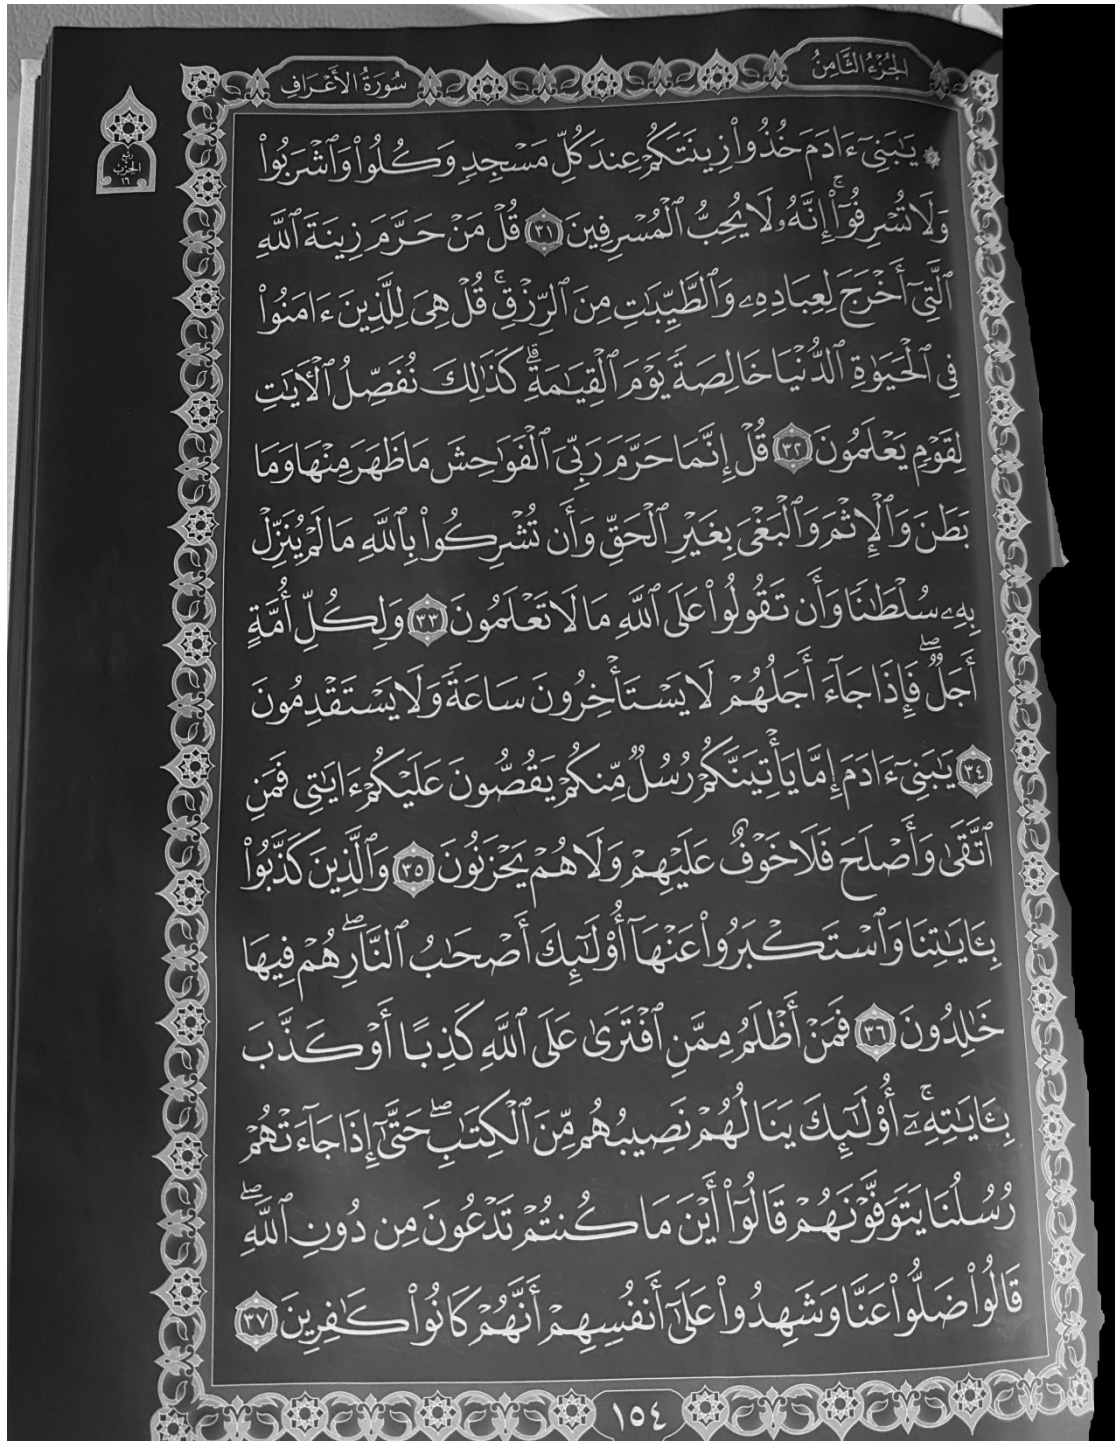 الجُزْءُ الثَّامِنُ
سُورَةُ الأَعْرَافِ
رُبْع
الحِزْب
١٦
۞ يَٰبَنِىٓ ءَادَمَ خُذُوا۟ زِينَتَكُمْ عِندَ كُلِّ مَسْجِدٍ وَكُلُوا۟ وَٱشْرَبُوا۟
وَلَا تُسْرِفُوٓا۟ ۚ إِنَّهُۥ لَا يُحِبُّ ٱلْمُسْرِفِينَ ٣١ قُلْ مَنْ حَرَّمَ زِينَةَ ٱللَّهِ
ٱلَّتِىٓ أَخْرَجَ لِعِبَادِهِۦ وَٱلطَّيِّبَٰتِ مِنَ ٱلرِّزْقِ ۚ قُلْ هِىَ لِلَّذِينَ ءَامَنُوا۟
فِى ٱلْحَيَوٰةِ ٱلدُّنْيَا خَالِصَةً يَوْمَ ٱلْقِيَٰمَةِ ۗ كَذَٰلِكَ نُفَصِّلُ ٱلْءَايَٰتِ
لِقَوْمٍ يَعْلَمُونَ ٣٢ قُلْ إِنَّمَا حَرَّمَ رَبِّىَ ٱلْفَوَٰحِشَ مَا ظَهَرَ مِنْهَا وَمَا
بَطَنَ وَٱلْإِثْمَ وَٱلْبَغْىَ بِغَيْرِ ٱلْحَقِّ وَأَن تُشْرِكُوا۟ بِٱللَّهِ مَا لَمْ يُنَزِّلْ
بِهِۦ سُلْطَٰنًا وَأَن تَقُولُوا۟ عَلَى ٱللَّهِ مَا لَا تَعْلَمُونَ ٣٣ وَلِكُلِّ أُمَّةٍ
أَجَلٌ ۖ فَإِذَا جَآءَ أَجَلُهُمْ لَا يَسْتَأْخِرُونَ سَاعَةً وَلَا يَسْتَقْدِمُونَ
٣٤ يَٰبَنِىٓ ءَادَمَ إِمَّا يَأْتِيَنَّكُمْ رُسُلٌ مِّنكُمْ يَقُصُّونَ عَلَيْكُمْ ءَايَٰتِى فَمَنِ
ٱتَّقَىٰ وَأَصْلَحَ فَلَا خَوْفٌ عَلَيْهِمْ وَلَا هُمْ يَحْزَنُونَ ٣٥ وَٱلَّذِينَ كَذَّبُوا۟
بِـَٔايَٰتِنَا وَٱسْتَكْبَرُوا۟ عَنْهَآ أُو۟لَٰٓئِكَ أَصْحَٰبُ ٱلنَّارِ ۖ هُمْ فِيهَا
خَٰلِدُونَ ٣٦ فَمَنْ أَظْلَمُ مِمَّنِ ٱفْتَرَىٰ عَلَى ٱللَّهِ كَذِبًا أَوْ كَذَّبَ
بِـَٔايَٰتِهِۦٓ ۚ أُو۟لَٰٓئِكَ يَنَالُهُمْ نَصِيبُهُم مِّنَ ٱلْكِتَٰبِ ۖ حَتَّىٰٓ إِذَا جَآءَتْهُمْ
رُسُلُنَا يَتَوَفَّوْنَهُمْ قَالُوٓا۟ أَيْنَ مَا كُنتُمْ تَدْعُونَ مِن دُونِ ٱللَّهِ ۖ
قَالُوا۟ ضَلُّوا۟ عَنَّا وَشَهِدُوا۟ عَلَىٰٓ أَنفُسِهِمْ أَنَّهُمْ كَانُوا۟ كَٰفِرِينَ ٣٧
١٥٤